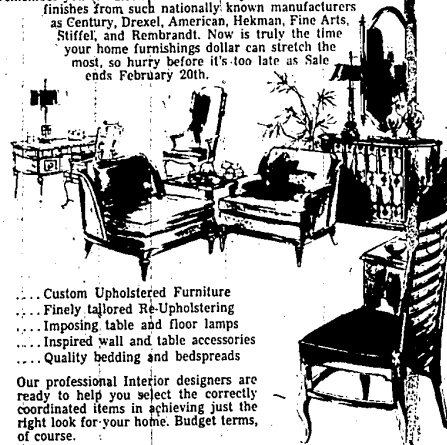 finishes from such nationally known manufacturers
as Century, Drexel, American, Hekman, Fine Arts,
Stiffel, and Rembrandt. Now is truly the time
your home furnishings dollar can stretch the
most, so hurry before it's too late as Sale
ends February 20th.
.... Custom Upholstered Furniture
.... Finely tailored Re-Upholstering
.... Imposing table and floor lamps
.... Inspired wall and table accessories
.... Quality bedding and bedspreads
Our professional Interior designers are
ready to help you select the correctly
coordinated items in achieving just the
right look for your home. Budget terms,
of course.